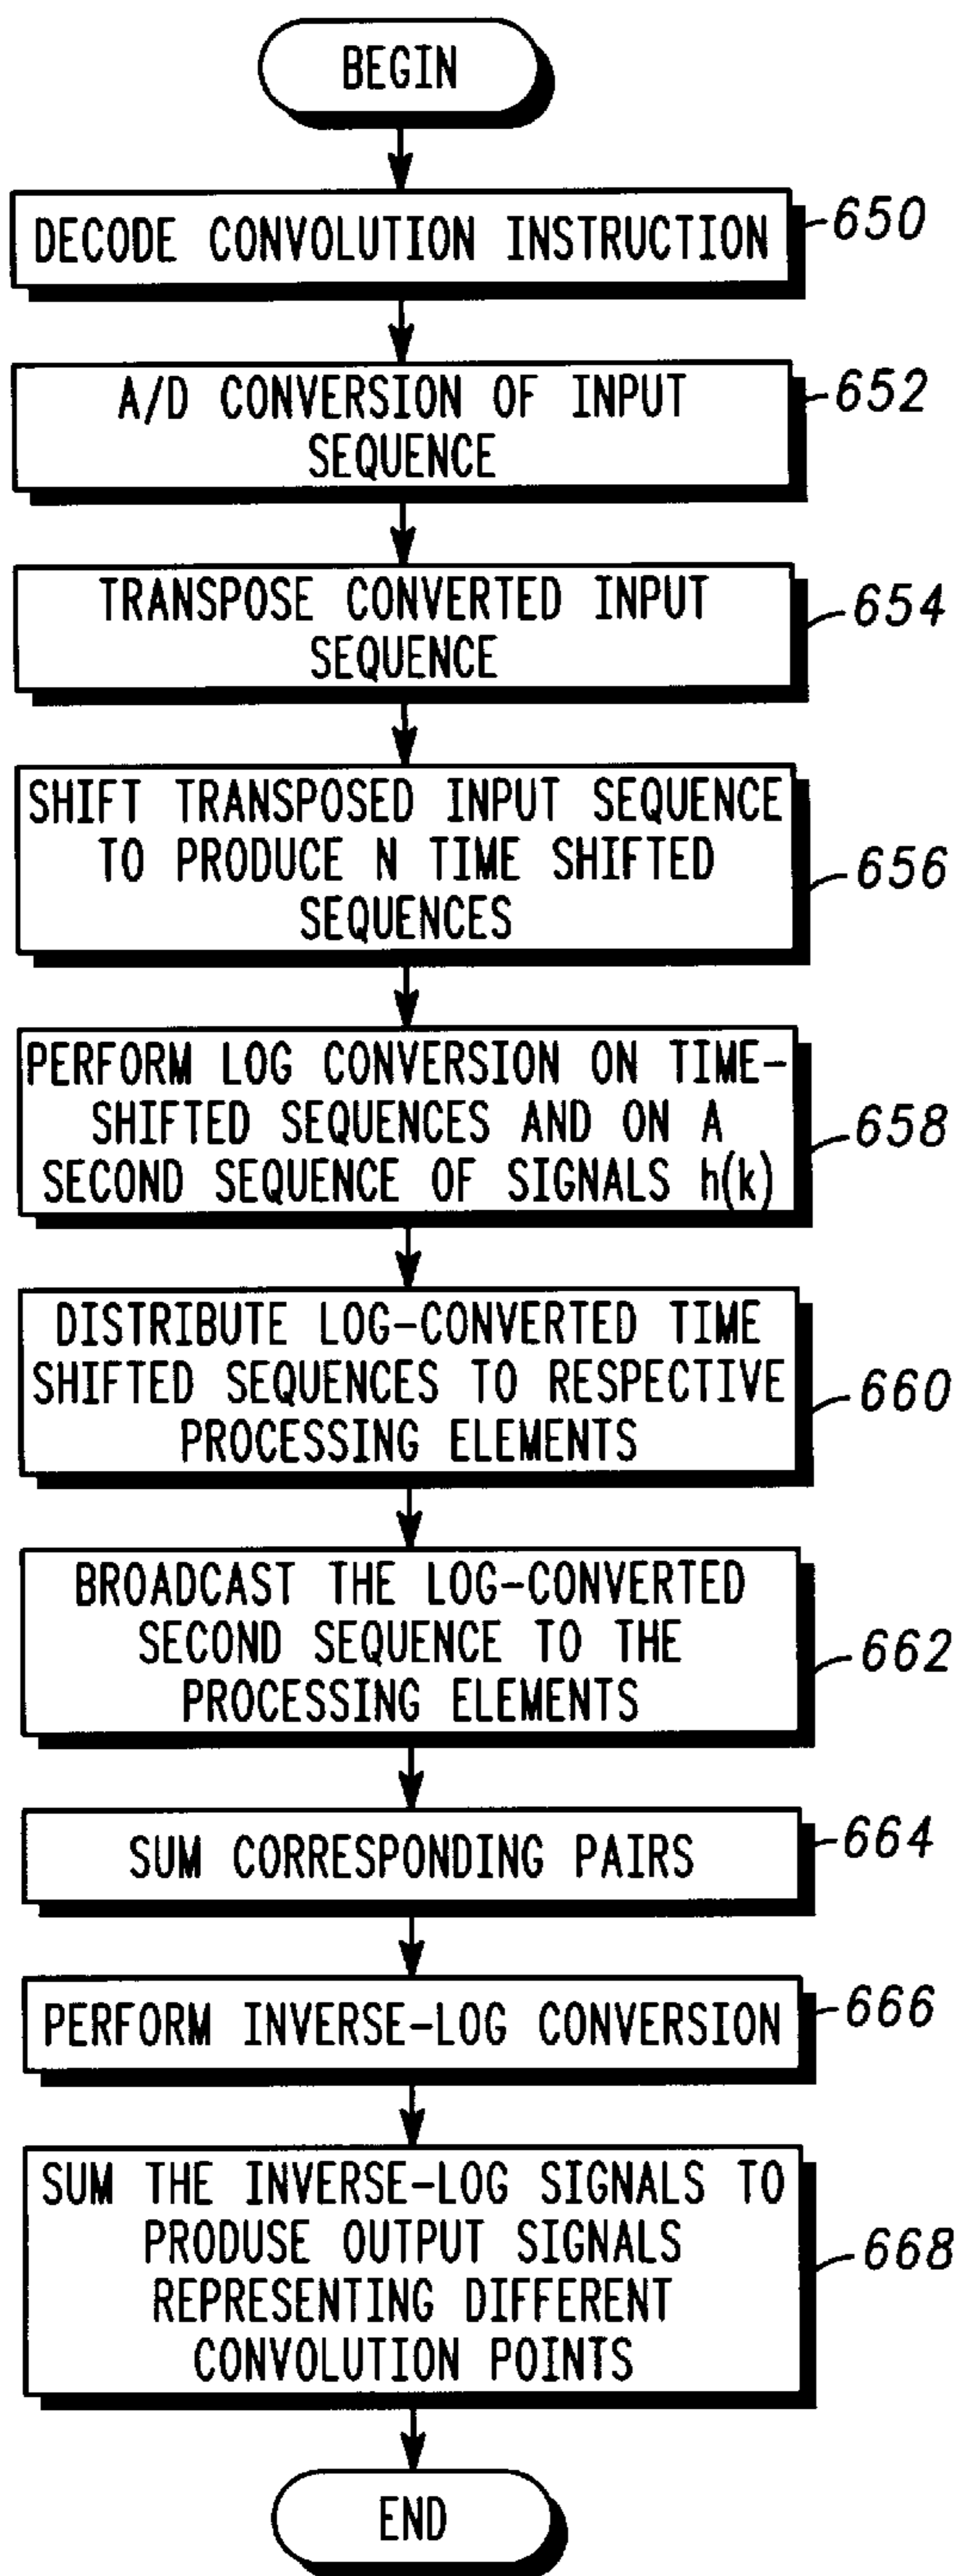 BEGIN
DECODE CONVOLUTION INSTRUCTION
650
A/D CONVERSION OF INPUT
SEQUENCE
652
TRANSPOSE CONVERTED INPUT
SEQUENCE
654
SHIFT TRANSPOSED INPUT SEQUENCE
TO PRODUCE N TIME SHIFTED
SEQUENCES
656
PERFORM LOG CONVERSION ON TIME-
SHIFTED SEQUENCES AND ON A
SECOND SEQUENCE OF SIGNALS h(k)
658
DISTRIBUTE LOG-CONVERTED TIME
SHIFTED SEQUENCES TO RESPECTIVE
PROCESSING ELEMENTS
660
BROADCAST THE LOG-CONVERTED
SECOND SEQUENCE TO THE
PROCESSING ELEMENTS
662
SUM CORRESPONDING PAIRS
664
PERFORM INVERSE-LOG CONVERSION
666
SUM THE INVERSE-LOG SIGNALS TO
PRODUSE OUTPUT SIGNALS
REPRESENTING DIFFERENT
CONVOLUTION POINTS
668
END